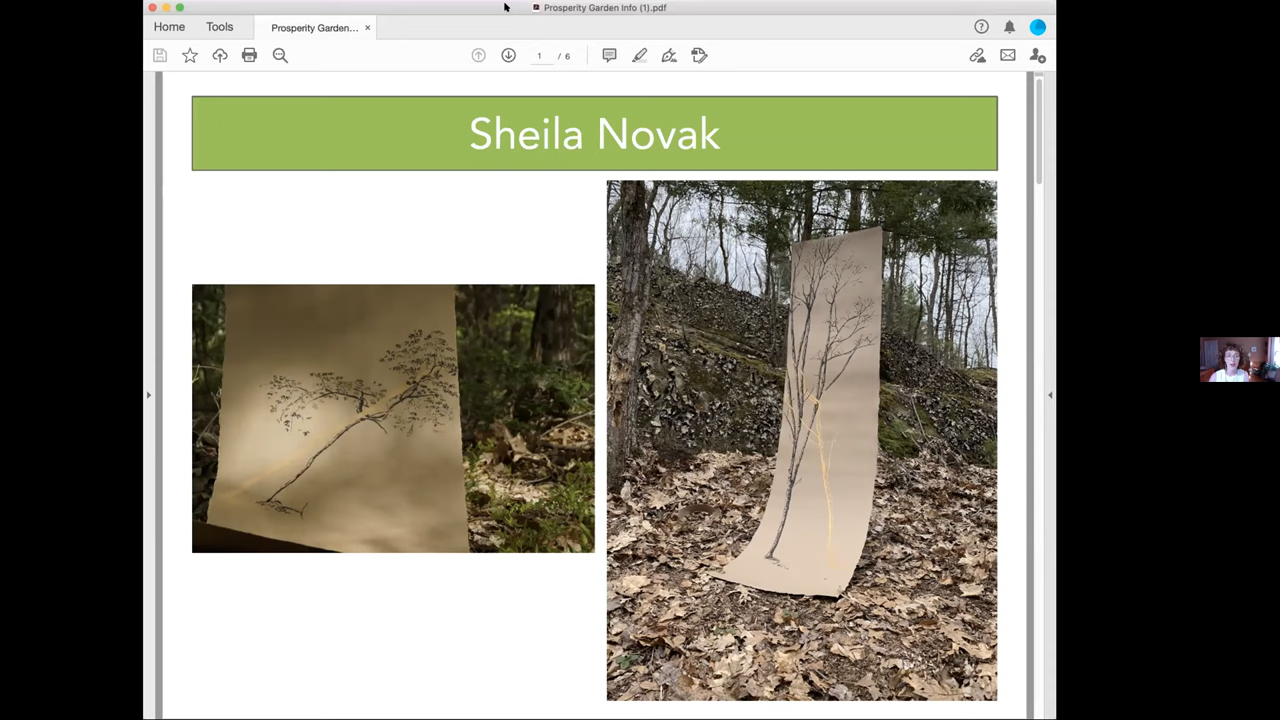 Prosperity Garden Info (1).pdf
Home
Tools
Prosperity Garden...
×
1
/ 6
Sheila Novak